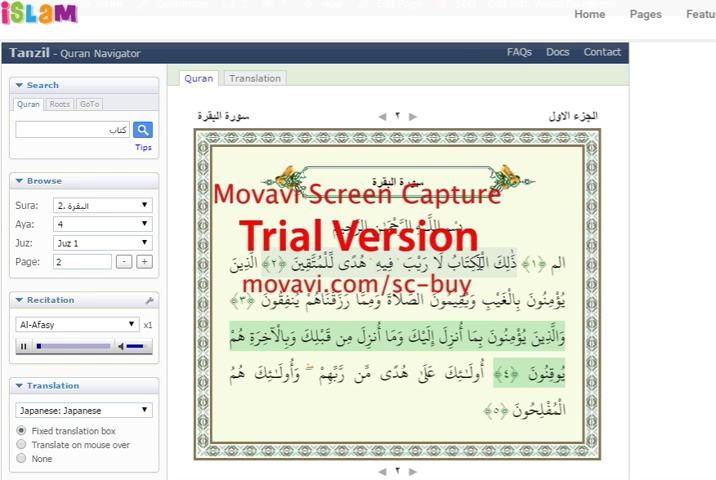 iSLAM
Home Pages Featu
Tanzil - Quran Navigator
FAQs Docs Contact
Search
Quran Roots GoTo
كتاب
Tips
Browse
Sura: 2. البقرة
Aya: 4
Juz: Juz 1
Page: 2 - +
Recitation
Al-Afasy x1
Translation
Japanese: Japanese
Fixed translation box
Translate on mouse over
None
Quran Translation
الجزء الاول
٢
سورة البقرة
سورة البقرة
بِسْمِ اللَّـهِ الرَّحْمَـٰنِ الرَّحِيمِ
الم ﴿١﴾ ذَٰلِكَ الْكِتَابُ لَا رَيْبَ ۛ فِيهِ ۛ هُدًى لِّلْمُتَّقِينَ ﴿٢﴾ الَّذِينَ
يُؤْمِنُونَ بِالْغَيْبِ وَيُقِيمُونَ الصَّلَاةَ وَمِمَّا رَزَقْنَاهُمْ يُنفِقُونَ ﴿٣﴾
وَالَّذِينَ يُؤْمِنُونَ بِمَا أُنزِلَ إِلَيْكَ وَمَا أُنزِلَ مِن قَبْلِكَ وَبِالْآخِرَةِ هُمْ
يُوقِنُونَ ﴿٤﴾ أُولَـٰئِكَ عَلَىٰ هُدًى مِّن رَّبِّهِمْ ۖ وَأُولَـٰئِكَ هُمُ
الْمُفْلِحُونَ ﴿٥﴾
٢
Movavi Screen Capture
Trial Version
movavi.com/sc-buy